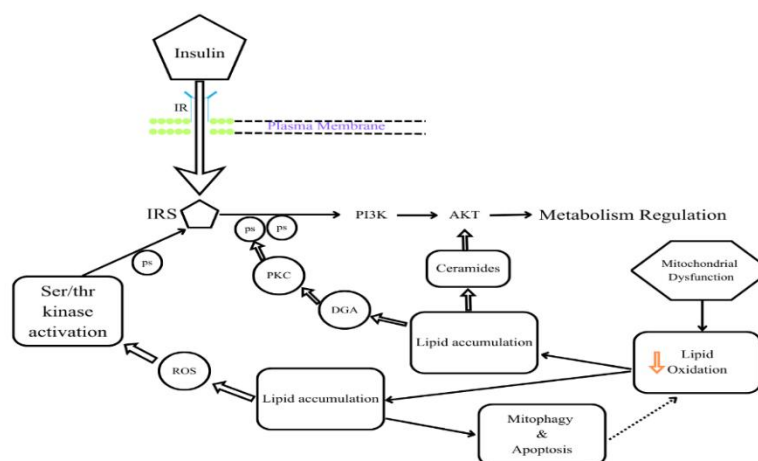 Insulin
IR
Plasma Membrane
IRS
ps
ps
PI3K
AKT
Metabolism Regulation
ps
PKC
Ceramides
Mitochondrial
Dysfunction
Ser/thr
kinase
activation
DGA
Lipid accumulation
Lipid
Oxidation
ROS
Lipid accumulation
Mitophagy
&
Apoptosis